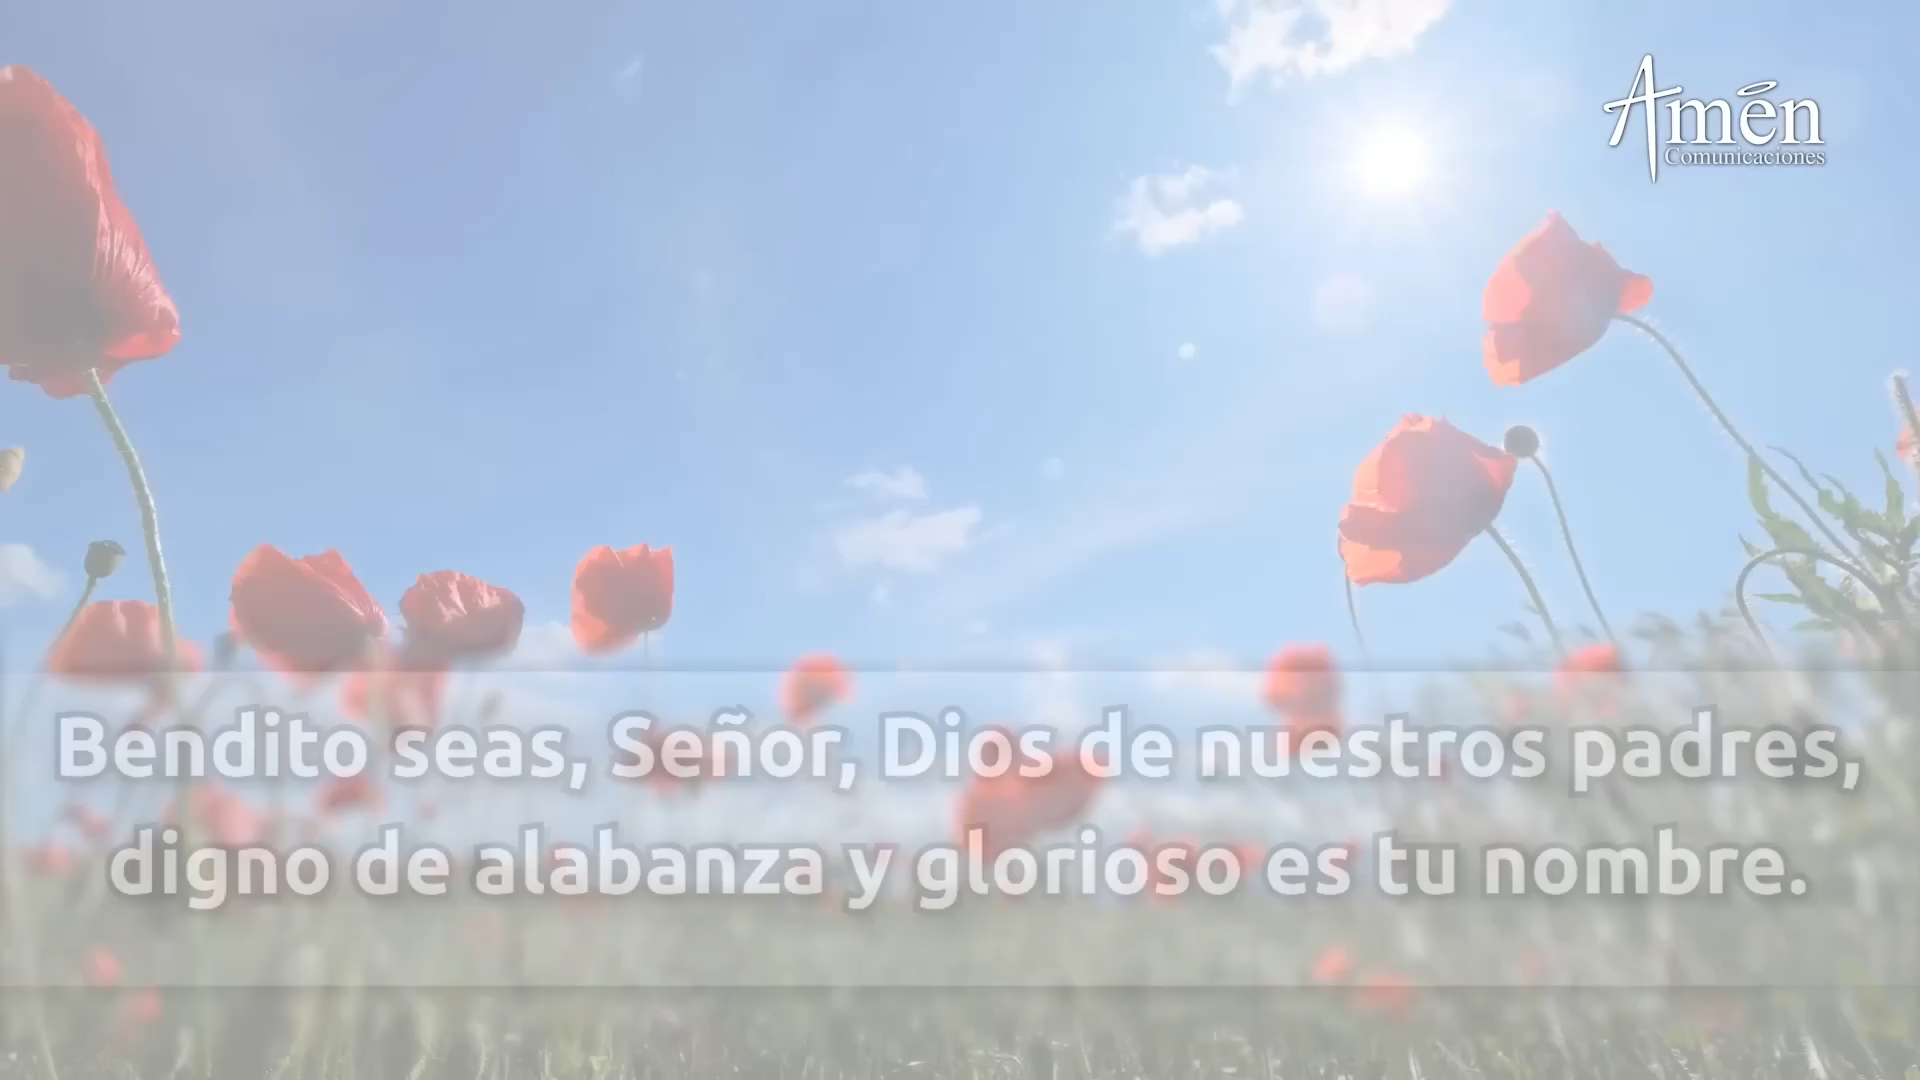 Amén
Comunicaciones
Bendito seas, Señor, Dios de nuestros padres,
digno de alabanza y glorioso es tu nombre.